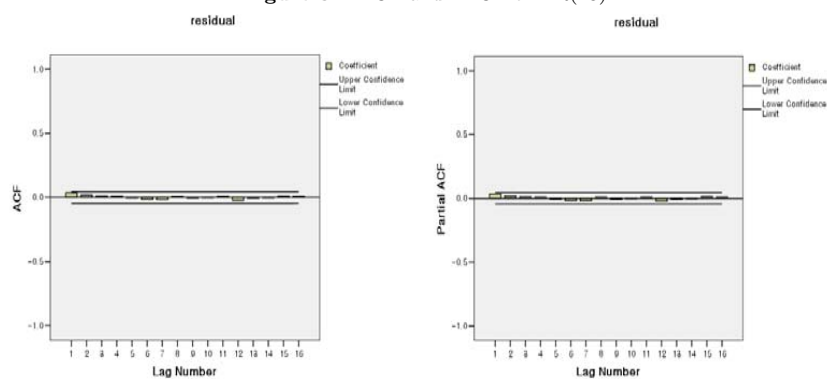 residual
1.0
0.5
0.0
-0.5
-1.0
ACF
1 2 3 4 5 6 7 8 9 10 11 12 13 14 15 16
Lag Number
Coefficient
Upper Confidence
Limit
Lower Confidence
Limit
residual
1.0
0.5
0.0
-0.5
-1.0
Partial ACF
1 2 3 4 5 6 7 8 9 10 11 12 13 14 15 16
Lag Number
Coefficient
Upper Confidence
Limit
Lower Confidence
Limit